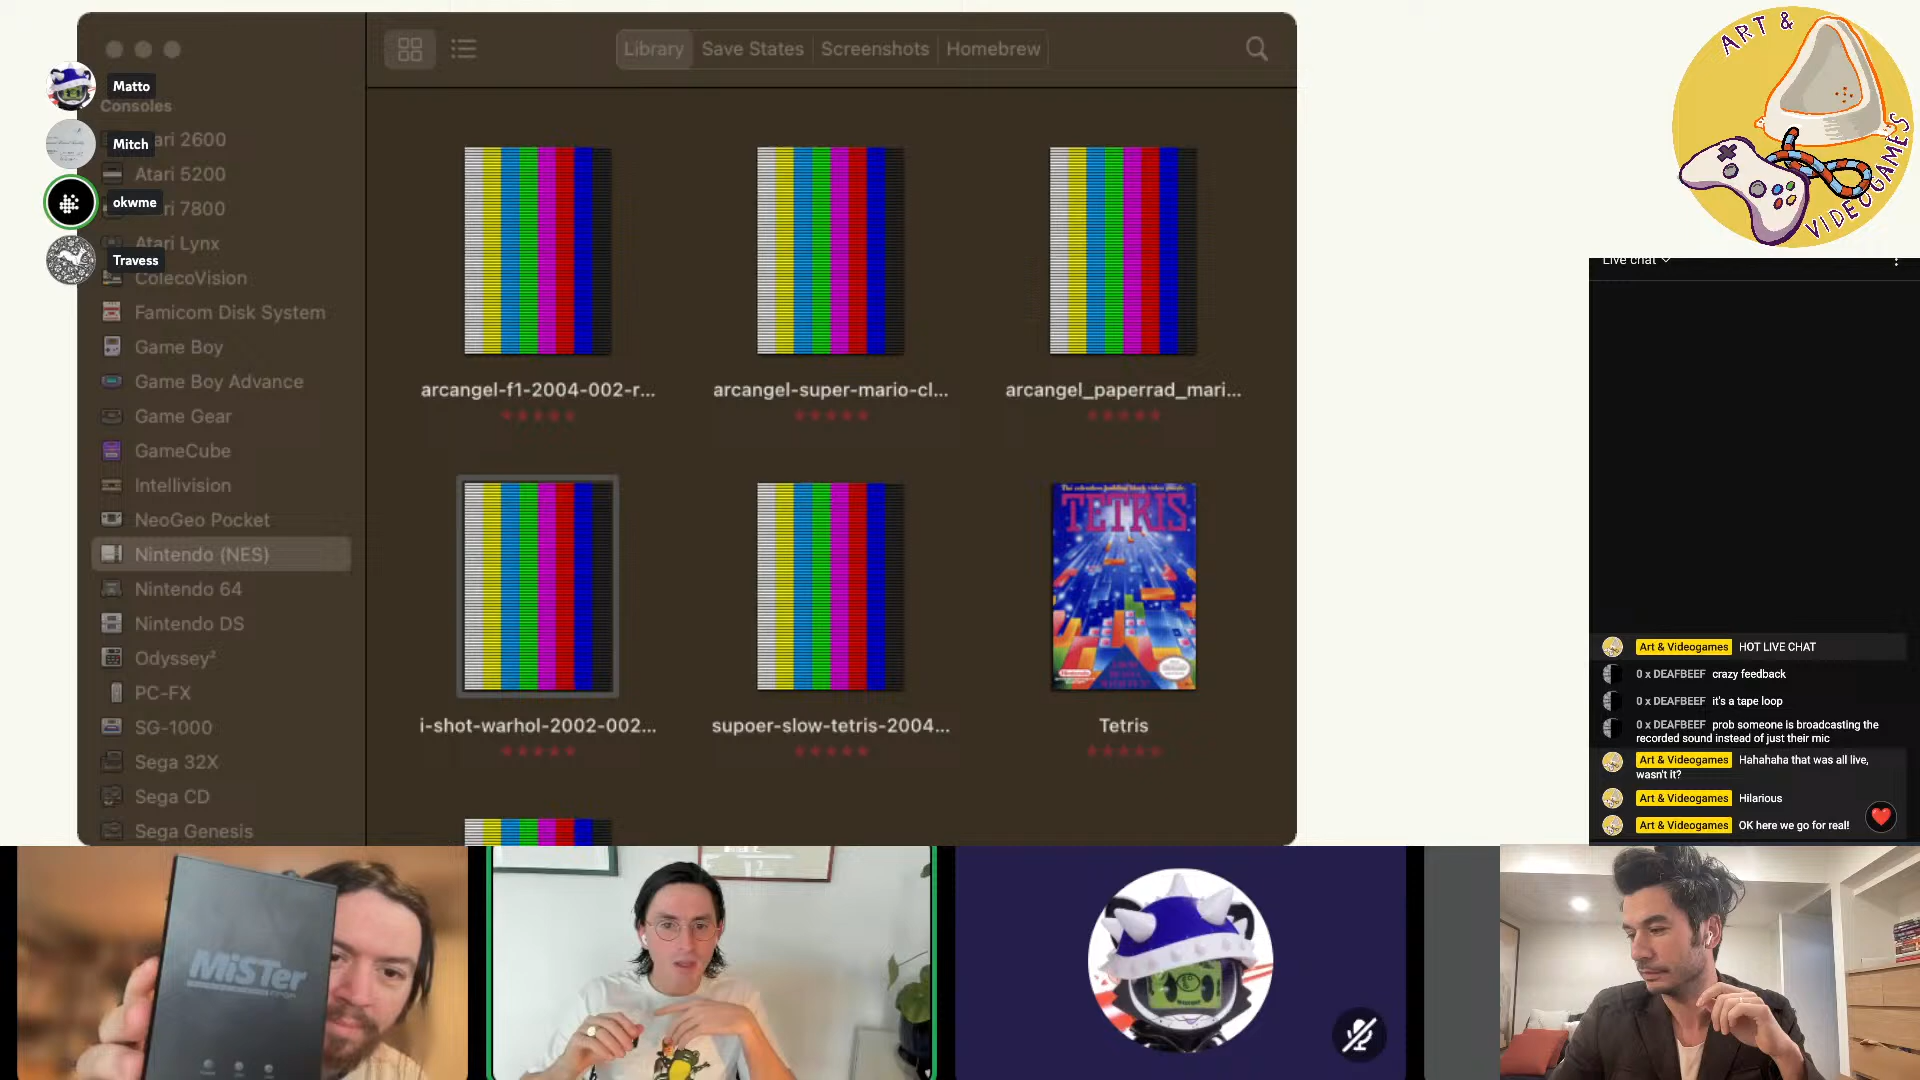 Library
Save States
Screenshots
Homebrew
Matto
Consoles
Mitch
ari 2600
Atari 5200
okwme
ri 7800
Atari Lynx
Travess
ColecoVision
Famicom Disk System
Game Boy
Game Boy Advance
Game Gear
GameCube
Intellivision
NeoGeo Pocket
Nintendo (NES)
Nintendo 64
Nintendo DS
Odyssey²
PC-FX
SG-1000
Sega 32X
Sega CD
Sega Genesis
arcangel-f1-2004-002-r...
arcangel-super-mario-cl...
arcangel_paperrad_mari...
TETRIS
i-shot-warhol-2002-002...
supoer-slow-tetris-2004...
Tetris
ART &
VIDEOGAMES
Live chat
Art & Videogames HOT LIVE CHAT
0 x DEAFBEEF crazy feedback
0 x DEAFBEEF it's a tape loop
0 x DEAFBEEF prob someone is broadcasting the
recorded sound instead of just their mic
Art & Videogames Hahahaha that was all live,
wasn't it?
Art & Videogames Hilarious
Art & Videogames OK here we go for real!
MiSTer